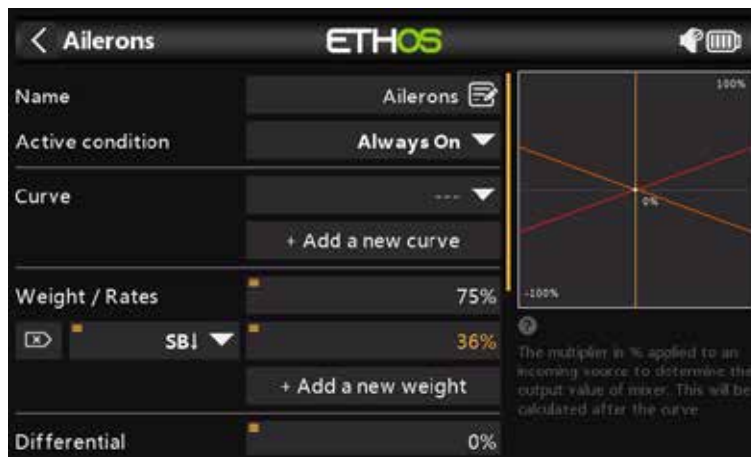 Ailerons
ETHOS
Name
Ailerons
Active condition
Always On
Curve
---
+ Add a new curve
Weight / Rates
75%
SB↓
36%
+ Add a new weight
Differential
0%
100%
0%
-100%
The multiplier in % applied to an
incoming source to determine the
output value of mixer. This will be
calculated after the curve